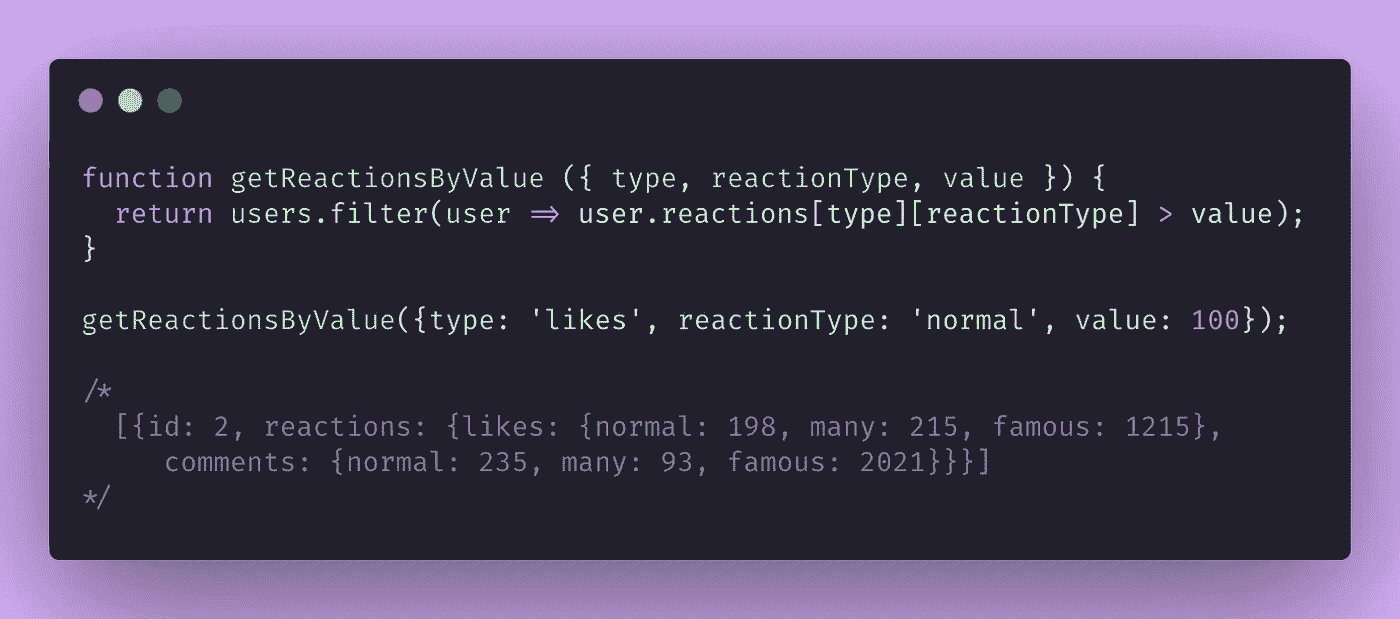 function getReactionsByValue ({ type, reactionType, value }) {
  return users.filter(user => user.reactions[type][reactionType] > value);
}

getReactionsByValue({type: 'likes', reactionType: 'normal', value: 100});

/*
  [{id: 2, reactions: {likes: {normal: 198, many: 215, famous: 1215},
     comments: {normal: 235, many: 93, famous: 2021}}}]
*/